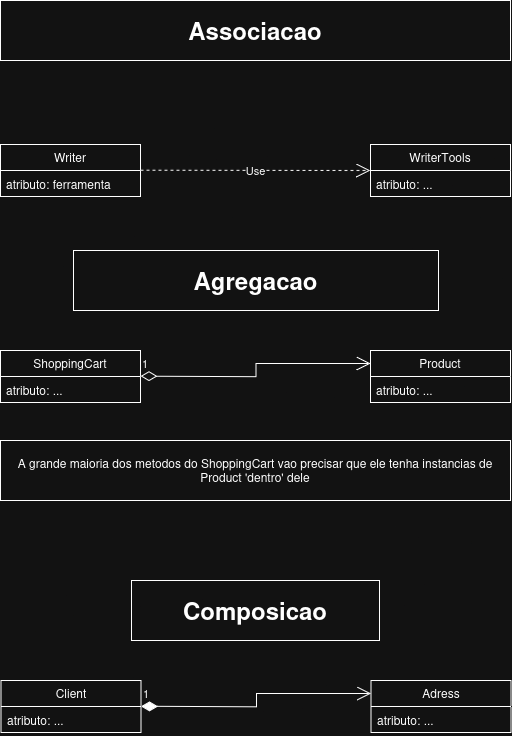 Associacao
Writer
WriterTools
atributo: ferramenta
Use
atributo: ...
Agregacao
ShoppingCart
1
Product
atributo: ...
atributo: ...
A grande maioria dos metodos do ShoppingCart vao precisar que ele tenha instancias de
Product 'dentro' dele
Composicao
Client
1
Adress
atributo: ...
atributo: ...